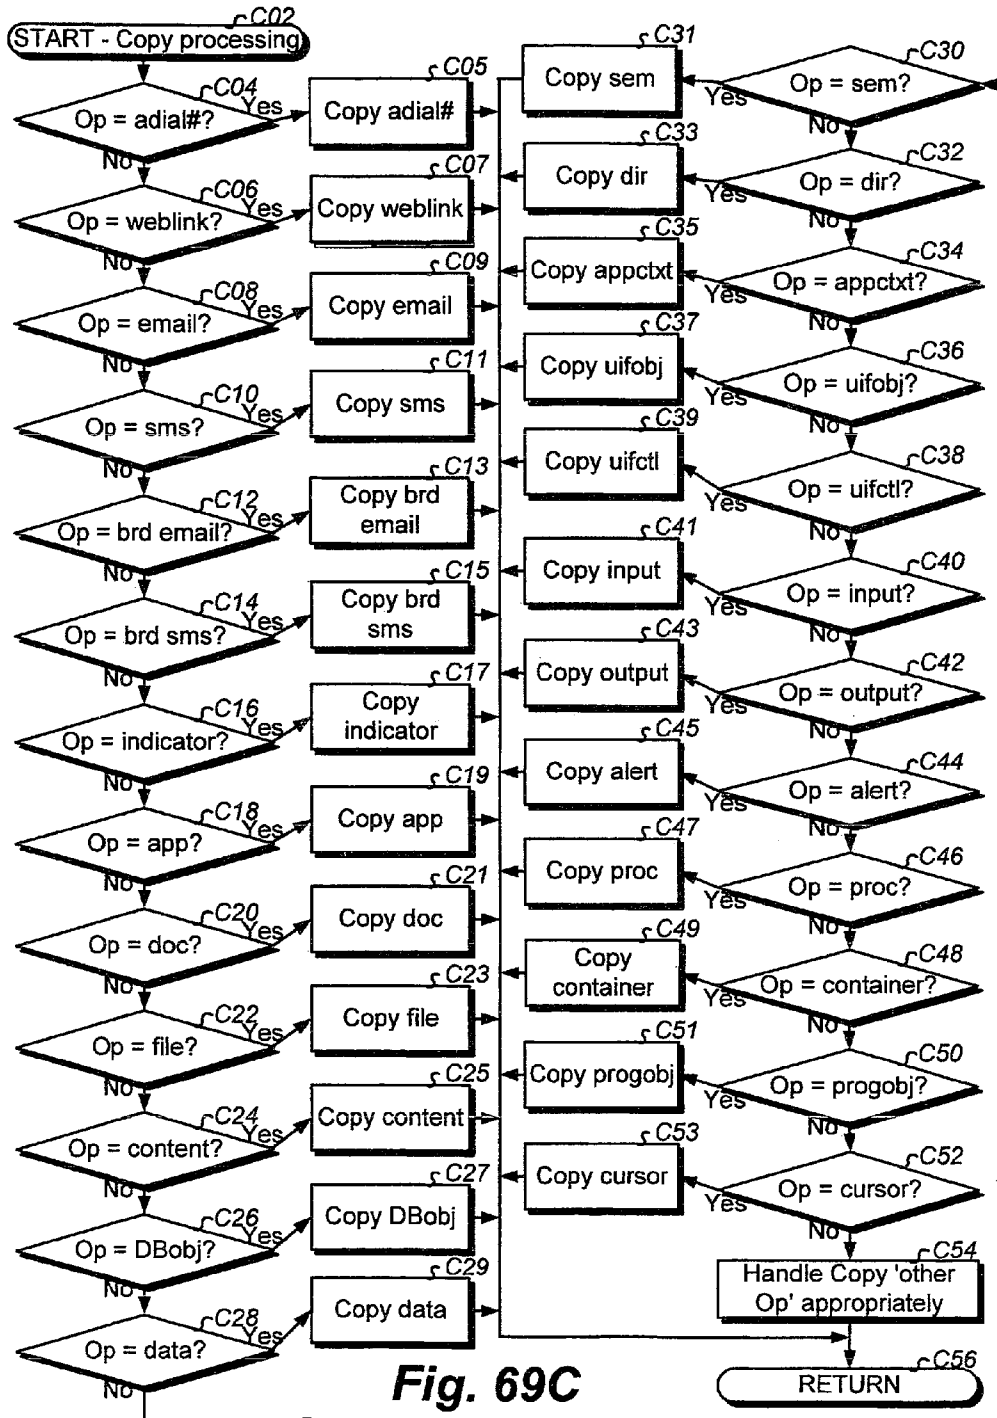 C02
START - Copy processing
C04
Op = adial#?
Yes
No
C05
Copy adial#
C06
Op = weblink?
Yes
No
C07
Copy weblink
C08
Op = email?
Yes
No
C09
Copy email
C10
Op = sms?
Yes
No
C11
Copy sms
C12
Op = brd email?
Yes
No
C13
Copy brd
email
C14
Op = brd sms?
Yes
No
C15
Copy brd
sms
C16
Op = indicator?
Yes
No
C17
Copy
indicator
C18
Op = app?
Yes
No
C19
Copy app
C20
Op = doc?
Yes
No
C21
Copy doc
C22
Op = file?
Yes
No
C23
Copy file
C24
Op = content?
Yes
No
C25
Copy content
C26
Op = DBobj?
Yes
No
C27
Copy DBobj
C28
Op = data?
Yes
No
C29
Copy data
C30
Op = sem?
Yes
No
C31
Copy sem
C32
Op = dir?
Yes
No
C33
Copy dir
C34
Op = appctxt?
Yes
No
C35
Copy appctxt
C36
Op = uifobj?
Yes
No
C37
Copy uifobj
C38
Op = uifctl?
Yes
No
C39
Copy uifctl
C40
Op = input?
Yes
No
C41
Copy input
C42
Op = output?
Yes
No
C43
Copy output
C44
Op = alert?
Yes
No
C45
Copy alert
C46
Op = proc?
Yes
No
C47
Copy proc
C48
Op = container?
Yes
No
C49
Copy
container
C50
Op = progobj?
Yes
No
C51
Copy progobj
C52
Op = cursor?
Yes
No
C53
Copy cursor
C54
Handle Copy 'other
Op' appropriately
C56
RETURN
Fig. 69C